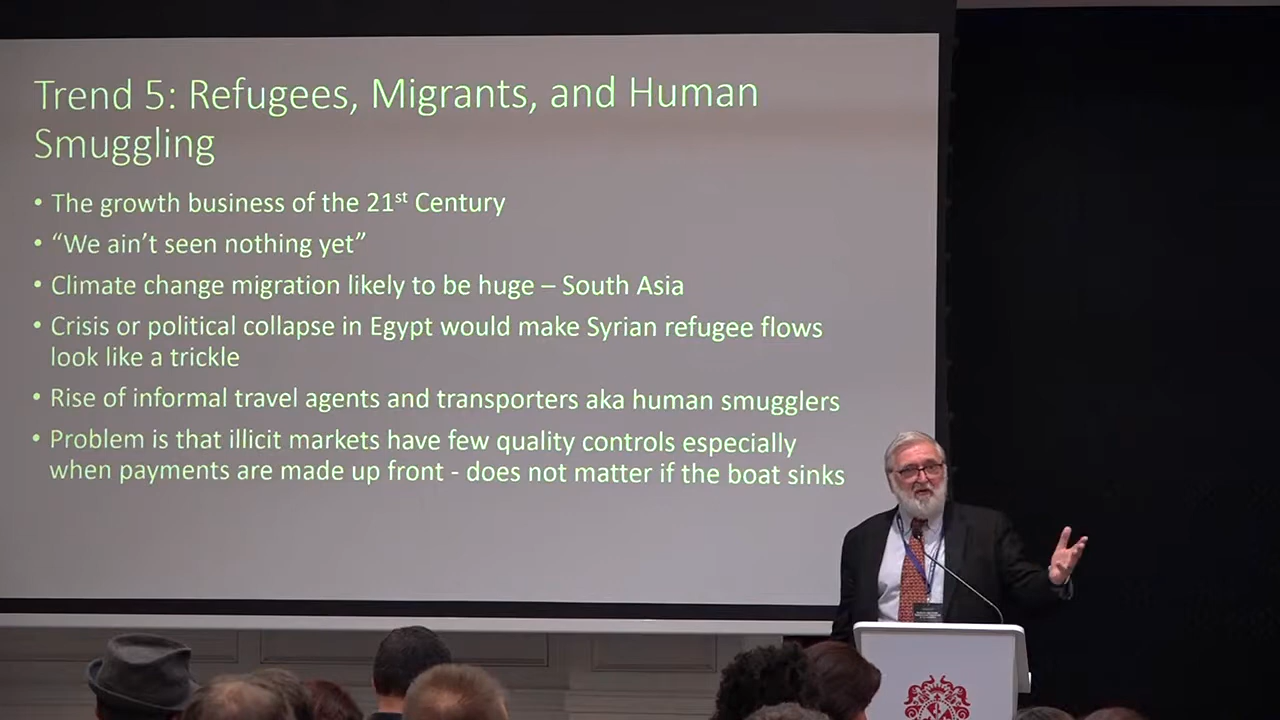 Trend 5: Refugees, Migrants, and Human
Smuggling
• The growth business of the 21st Century
• “We ain’t seen nothing yet”
• Climate change migration likely to be huge – South Asia
• Crisis or political collapse in Egypt would make Syrian refugee flows
look like a trickle
• Rise of informal travel agents and transporters aka human smugglers
• Problem is that illicit markets have few quality controls especially
when payments are made up front - does not matter if the boat sinks